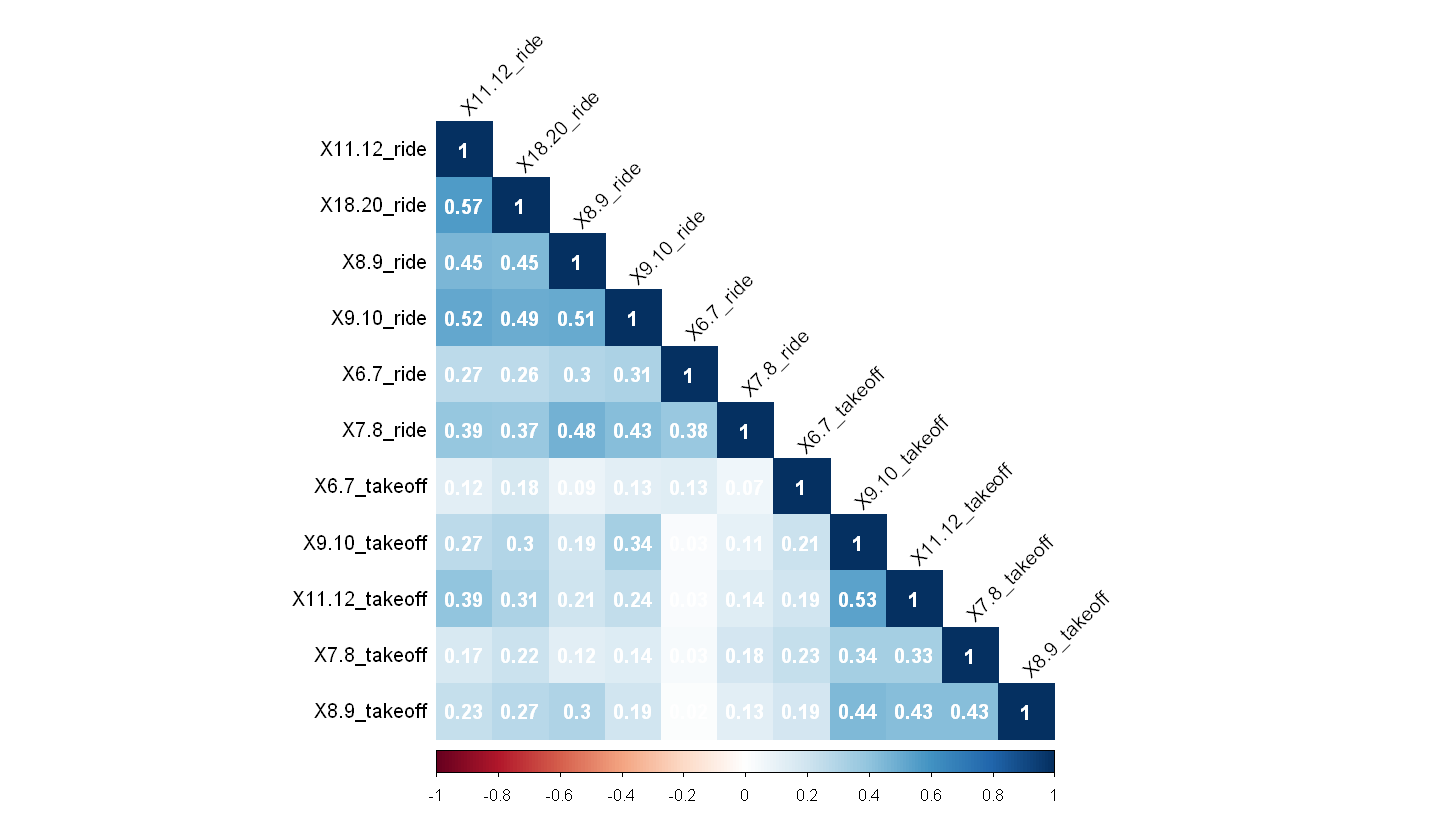 X11.12_ride
X18.20_ride
X8.9_ride
X9.10_ride
X6.7_ride
X7.8_ride
X6.7_takeoff
X9.10_takeoff
X11.12_takeoff
X7.8_takeoff
X8.9_takeoff
X11.12_ride 1
X18.20_ride 0.57 1
X8.9_ride 0.45 0.45 1
X9.10_ride 0.52 0.49 0.51 1
X6.7_ride 0.27 0.26 0.3 0.31 1
X7.8_ride 0.39 0.37 0.48 0.43 0.38 1
X6.7_takeoff 0.12 0.18 0.09 0.13 0.13 0.07 1
X9.10_takeoff 0.27 0.3 0.19 0.34 0.11 0.21 1
X11.12_takeoff 0.39 0.31 0.21 0.24 0.14 0.19 0.53 1
X7.8_takeoff 0.17 0.22 0.12 0.14 0.03 0.18 0.23 0.34 0.33 1
X8.9_takeoff 0.23 0.27 0.3 0.19 0.13 0.19 0.44 0.43 0.43 1
-1 -0.8 -0.6 -0.4 -0.2 0 0.2 0.4 0.6 0.8 1